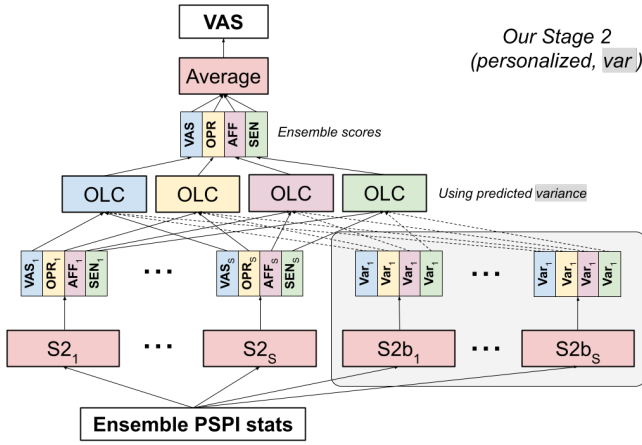 VAS
Our Stage 2
(personalized, var )
Average
VAS OPR AFF SEN
Ensemble scores
OLC OLC OLC OLC
Using predicted variance
VAS1 OPR1 AFF1 SEN1 ... VASS OPRS AFFS SENS Var1 Var1 Var1 Var1 ... Var1 Var1 Var1 Var1
S21 ... S2S S2b1 ... S2bS
Ensemble PSPI stats